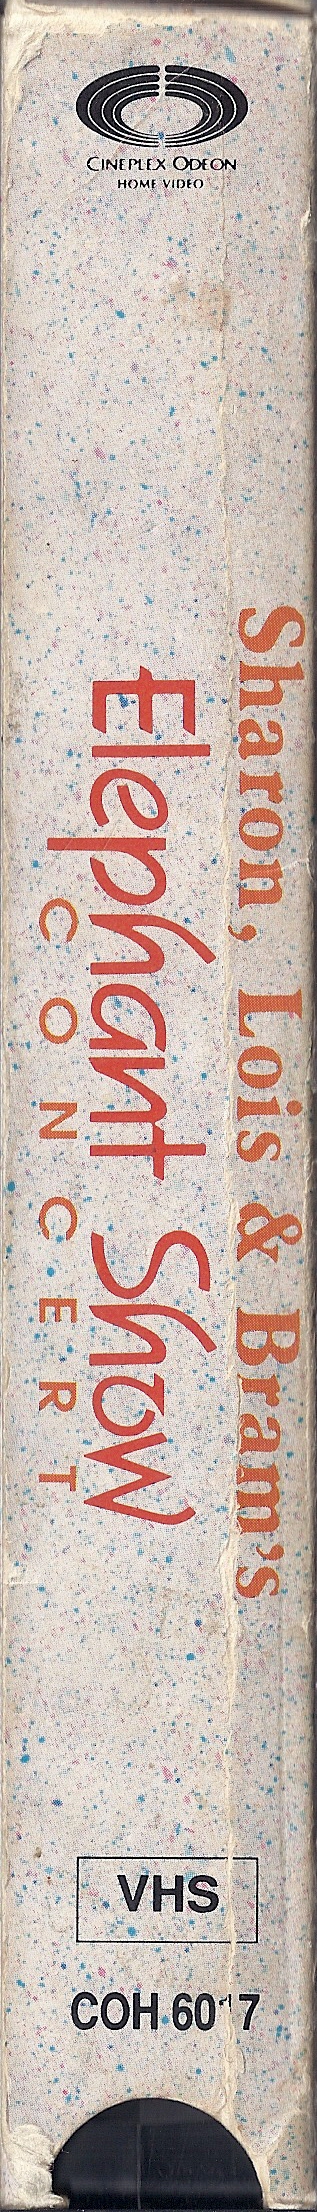 CINEPLEX ODEON
HOME VIDEO
Sharon, Lois & Bram's
Elephant Show
CONCERT
VHS
COH 6017